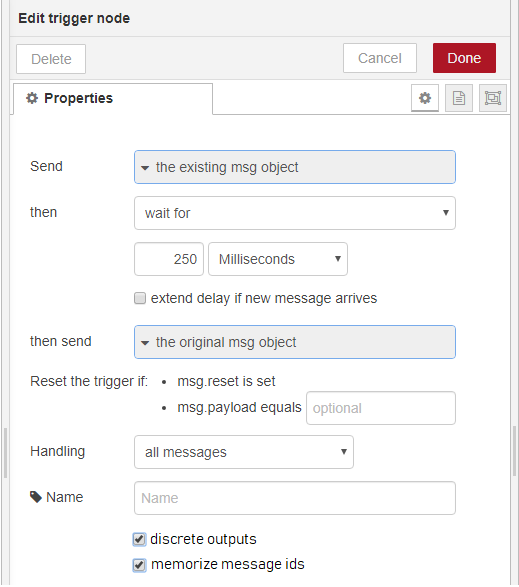 Edit trigger node
Delete Cancel Done
Properties
Send the existing msg object
then wait for
250 Milliseconds
extend delay if new message arrives
then send the original msg object
Reset the trigger if: • msg.reset is set
• msg.payload equals optional
Handling all messages
Name Name
discrete outputs
memorize message ids